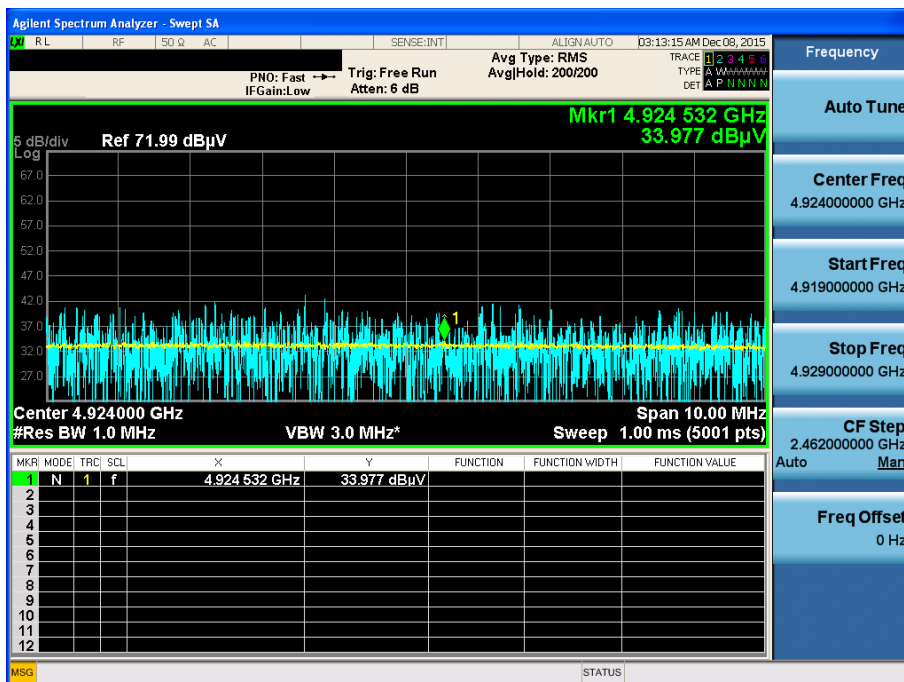 Agilent Spectrum Analyzer - Swept SA
LXI RL RF 50 Ω AC SENSE:INT ALIGN AUTO 03:13:15 AM Dec 08, 2015
PNO: Fast Trig: Free Run Avg Type: RMS TRACE 1 2 3 4 5 6
IFGain:Low Atten: 6 dB Avg|Hold: 200/200 TYPE A WWWWW
DET A P N N N N
Mkr1 4.924 532 GHz
33.977 dBµV
5 dB/div Ref 71.99 dBµV
Log
67.0
62.0
57.0
52.0
47.0
42.0
37.0
32.0
27.0
1
Center 4.924000 GHz Span 10.00 MHz
#Res BW 1.0 MHz VBW 3.0 MHz* Sweep 1.00 ms (5001 pts)
MKR MODE TRC SCL X Y FUNCTION FUNCTION WIDTH FUNCTION VALUE
1 N 1 f 4.924 532 GHz 33.977 dBµV
2
3
4
5
6
7
8
9
10
11
12
MSG STATUS
Frequency
Auto Tune
Center Freq
4.924000000 GHz
Start Freq
4.919000000 GHz
Stop Freq
4.929000000 GHz
CF Step
2.462000000 GHz
Auto Man
Freq Offset
0 Hz